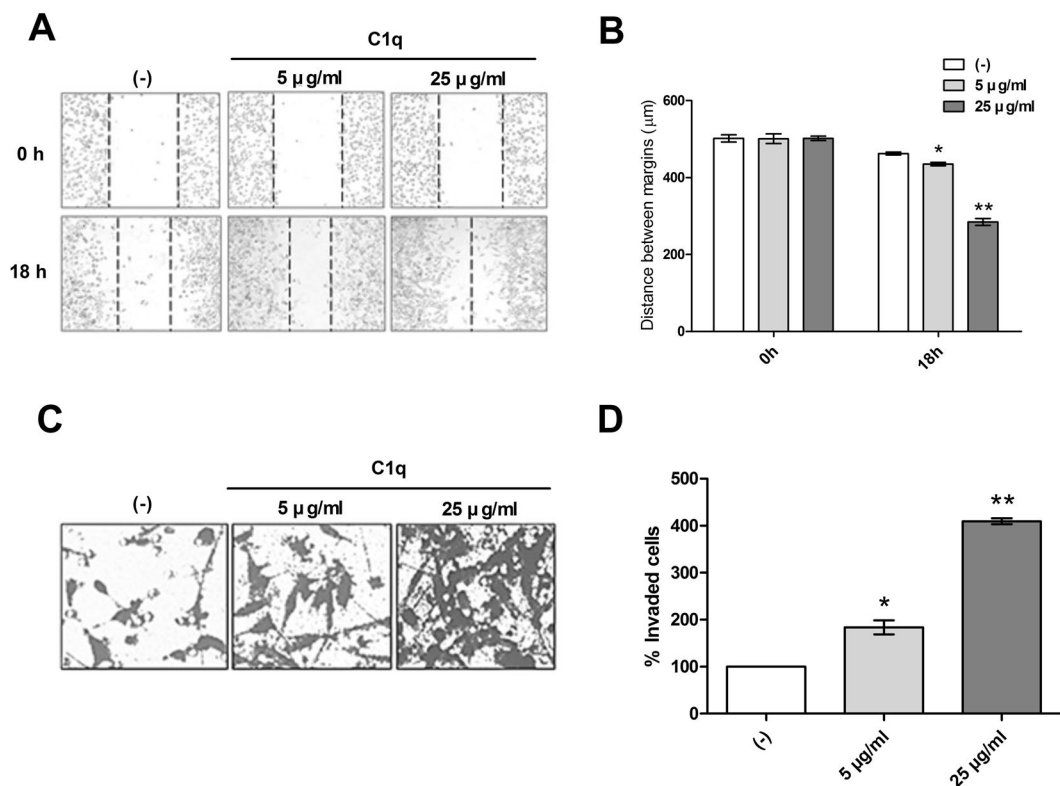 A
C1q
(-)
5 µg/ml
25 µg/ml
0 h
18 h
B
(-)
5 µg/ml
25 µg/ml
Distance between margins (µm)
600
400
200
0
*
**
0h
18h
C
C1q
(-)
5 µg/ml
25 µg/ml
D
% Invaded cells
500
400
300
200
100
0
*
**
(-)
5 µg/ml
25 µg/ml